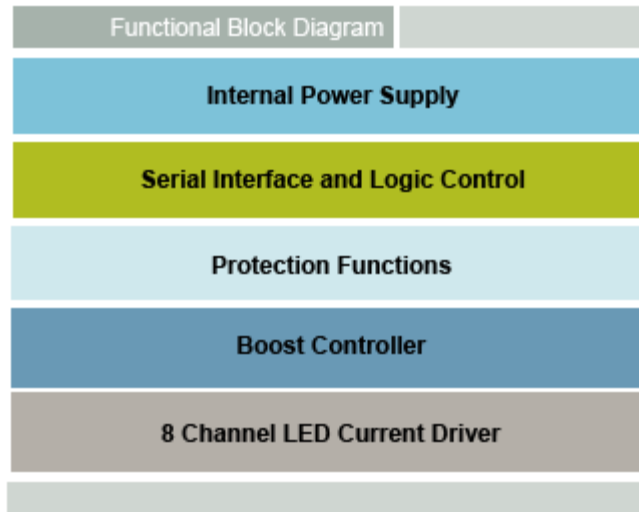 Functional Block Diagram
Internal Power Supply
Serial Interface and Logic Control
Protection Functions
Boost Controller
8 Channel LED Current Driver